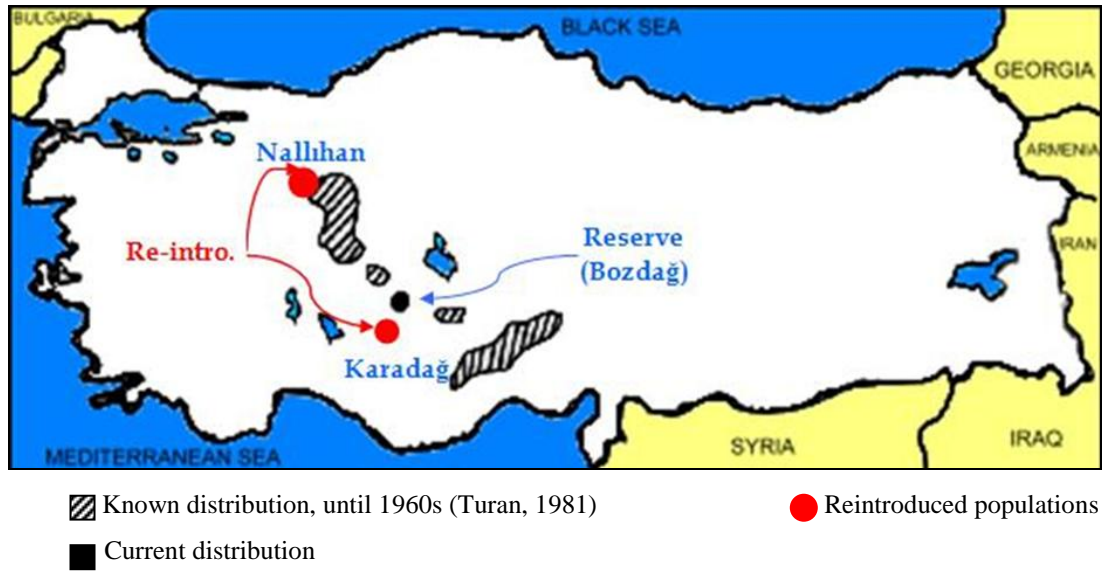 BULGARIA
BLACK SEA
GEORGIA
ARMENIA
Nallıhan
Re-intro.
Reserve
(Bozdağ)
IRAN
Karadağ
MEDITERRANEAN SEA
SYRIA
IRAQ
Known distribution, until 1960s (Turan, 1981)
Reintroduced populations
Current distribution